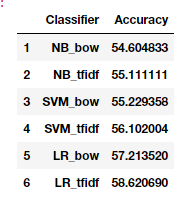 Classifier Accuracy
1 NB_bow 54.604833
2 NB_tfidf 55.111111
3 SVM_bow 55.229358
4 SVM_tfidf 56.102004
5 LR_bow 57.213520
6 LR_tfidf 58.620690